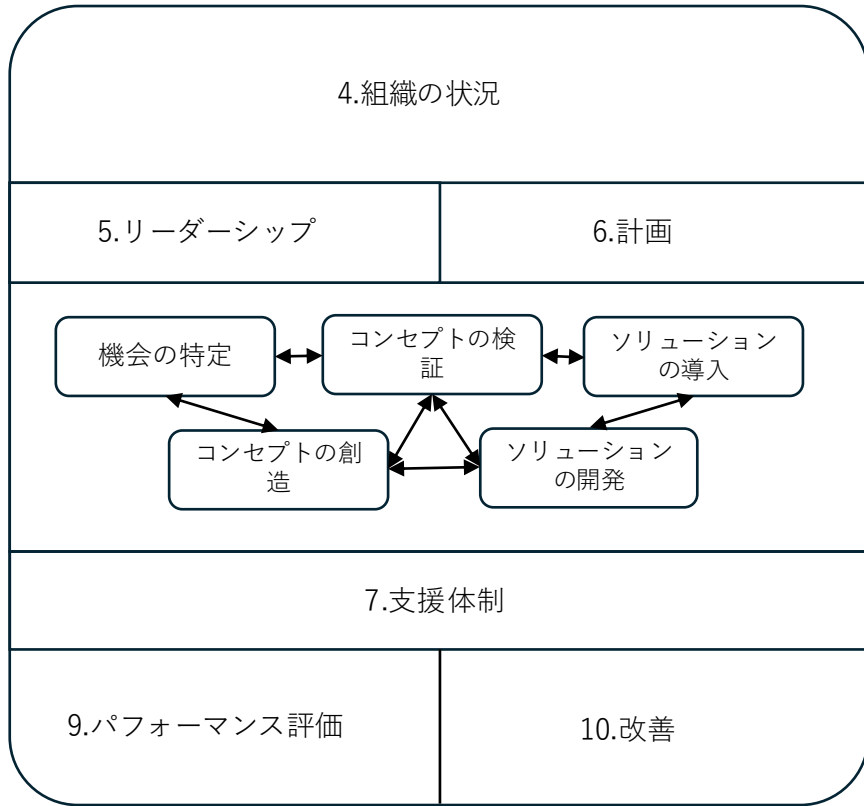 4.組織の状況
5.リーダーシップ
6.計画
機会の特定
コンセプトの検
証
ソリューション
の導入
コンセプトの創
造
ソリューション
の開発
7.支援体制
9.パフォーマンス評価
10.改善